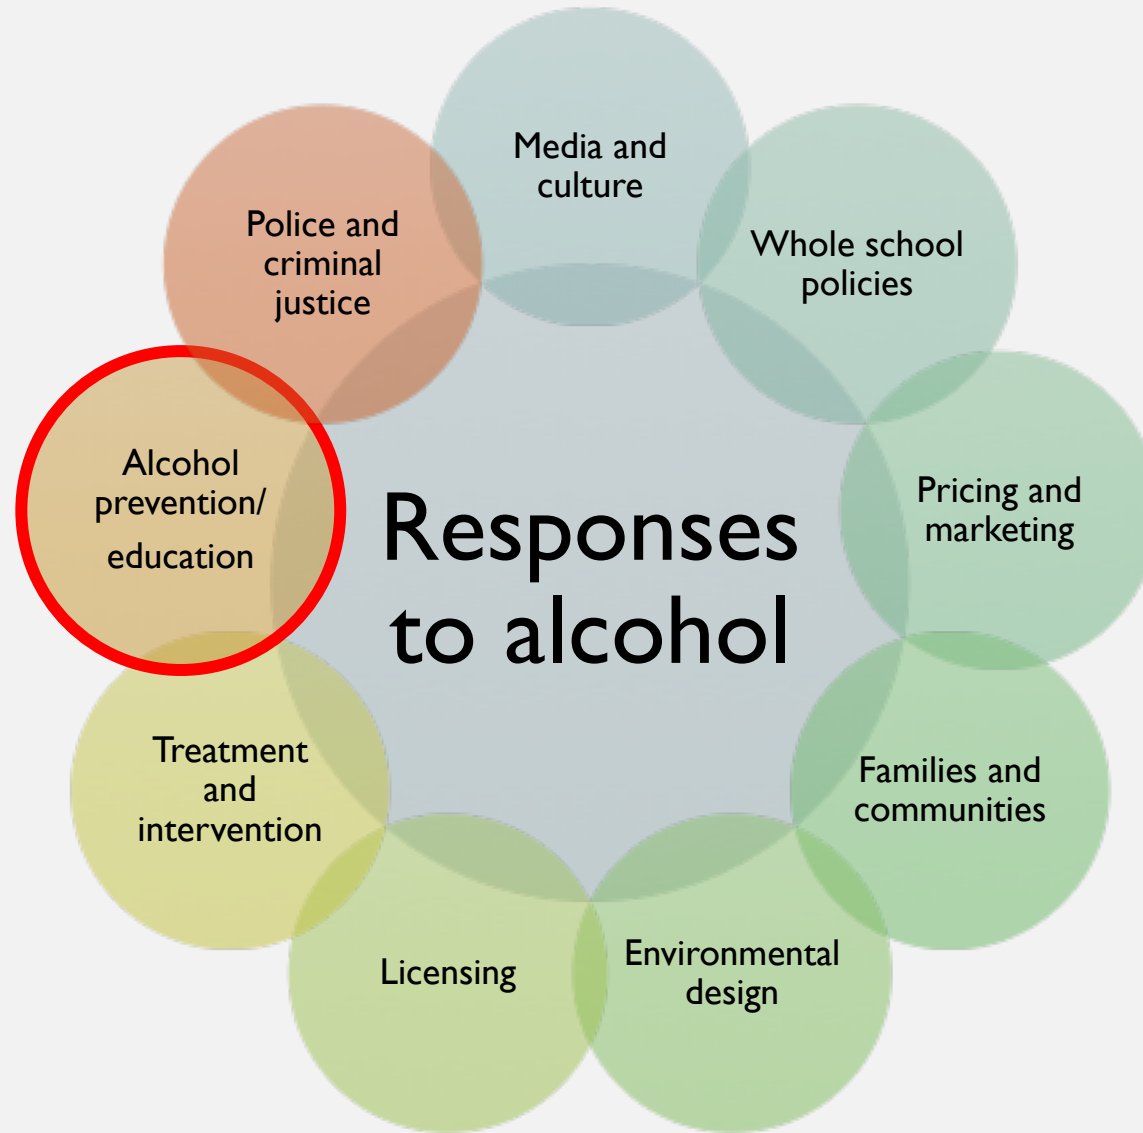 Media and
culture
Whole school
policies
Pricing and
marketing
Families and
communities
Environmental
design
Licensing
Treatment
and
intervention
Alcohol
prevention/
education
Police and
criminal
justice
Responses
to alcohol